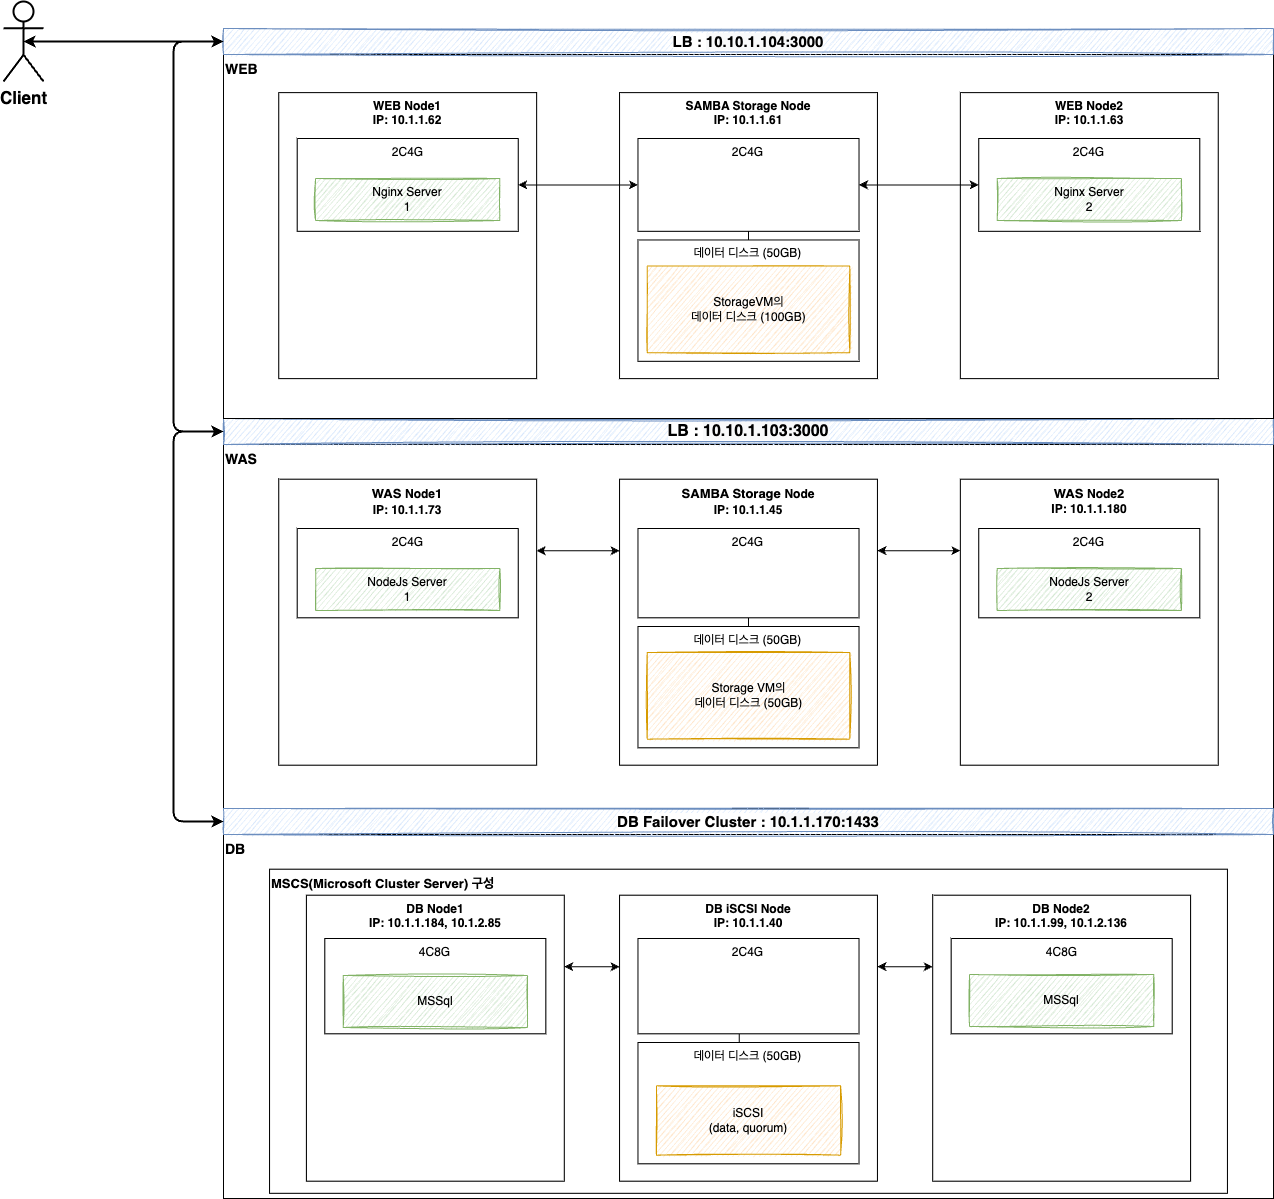 Client
LB : 10.10.1.104:3000
WEB
WEB Node1
IP: 10.1.1.62
2C4G
Nginx Server
1
SAMBA Storage Node
IP: 10.1.1.61
2C4G
데이터 디스크 (50GB)
StorageVM의
데이터 디스크 (100GB)
WEB Node2
IP: 10.1.1.63
2C4G
Nginx Server
2
LB : 10.10.1.103:3000
WAS
WAS Node1
IP: 10.1.1.73
2C4G
NodeJs Server
1
SAMBA Storage Node
IP: 10.1.1.45
2C4G
데이터 디스크 (50GB)
Storage VM의
데이터 디스크 (50GB)
WAS Node2
IP: 10.1.1.180
2C4G
NodeJs Server
2
DB Failover Cluster : 10.1.1.170:1433
DB
MSCS(Microsoft Cluster Server) 구성
DB Node1
IP: 10.1.1.184, 10.1.2.85
4C8G
MSSql
DB iSCSI Node
IP: 10.1.1.40
2C4G
데이터 디스크 (50GB)
iSCSI
(data, quorum)
DB Node2
IP: 10.1.1.99, 10.1.2.136
4C8G
MSSql